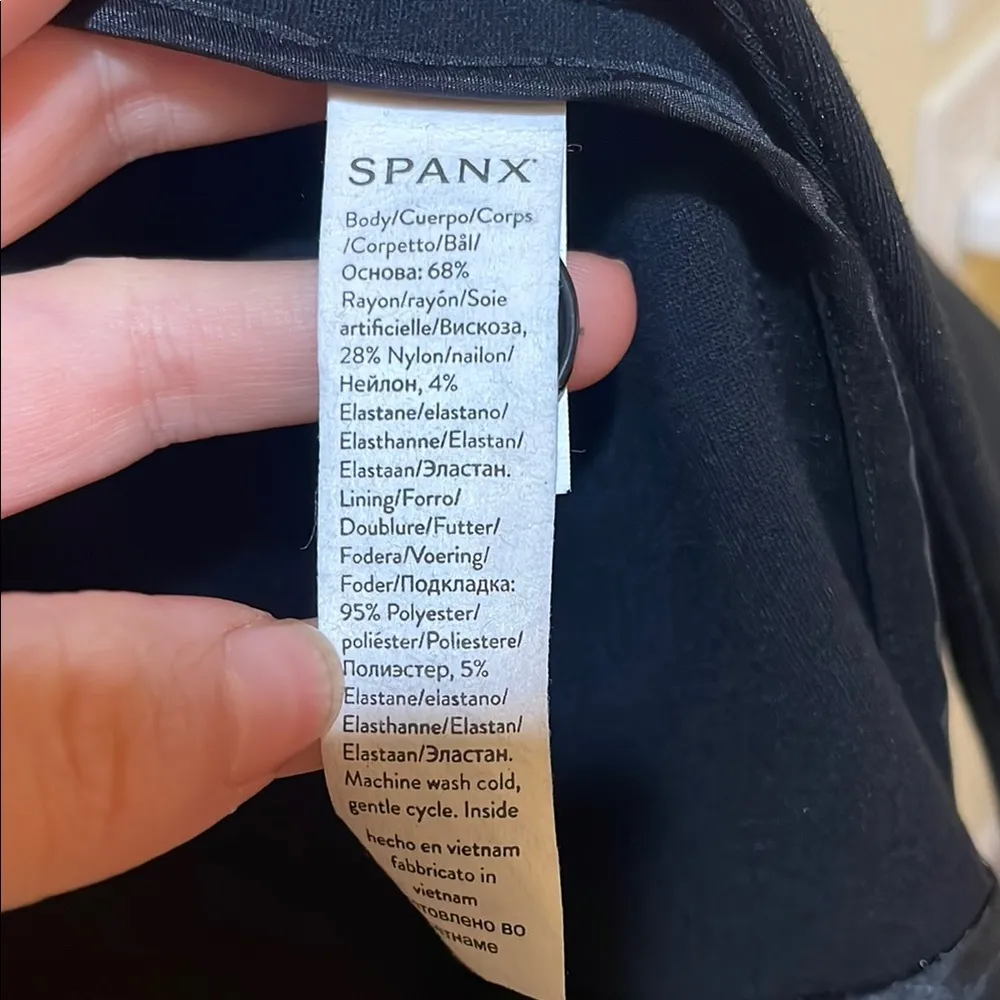 SPANX
Body/Cuerpo/Corps
/Corpetto/Bål/
Основа: 68%
Rayon/rayón/Soie
artificielle/Вискоза,
28% Nylon/nailon/
Нейлон, 4%
Elastane/elastano/
Elasthanne/Elastan/
Elastaan/Эластан.
Lining/Forro/
Doublure/Futter/
Fodera/Voering/
Foder/Подкладка:
95% Polyester/
poliéster/Poliestere/
Полиэстер, 5%
Elastane/elastano/
Elasthanne/Elastan/
Elastaan/Эластан.
Machine wash cold,
gentle cycle. Inside
hecho en vietnam
fabbricato in
vietnam
во